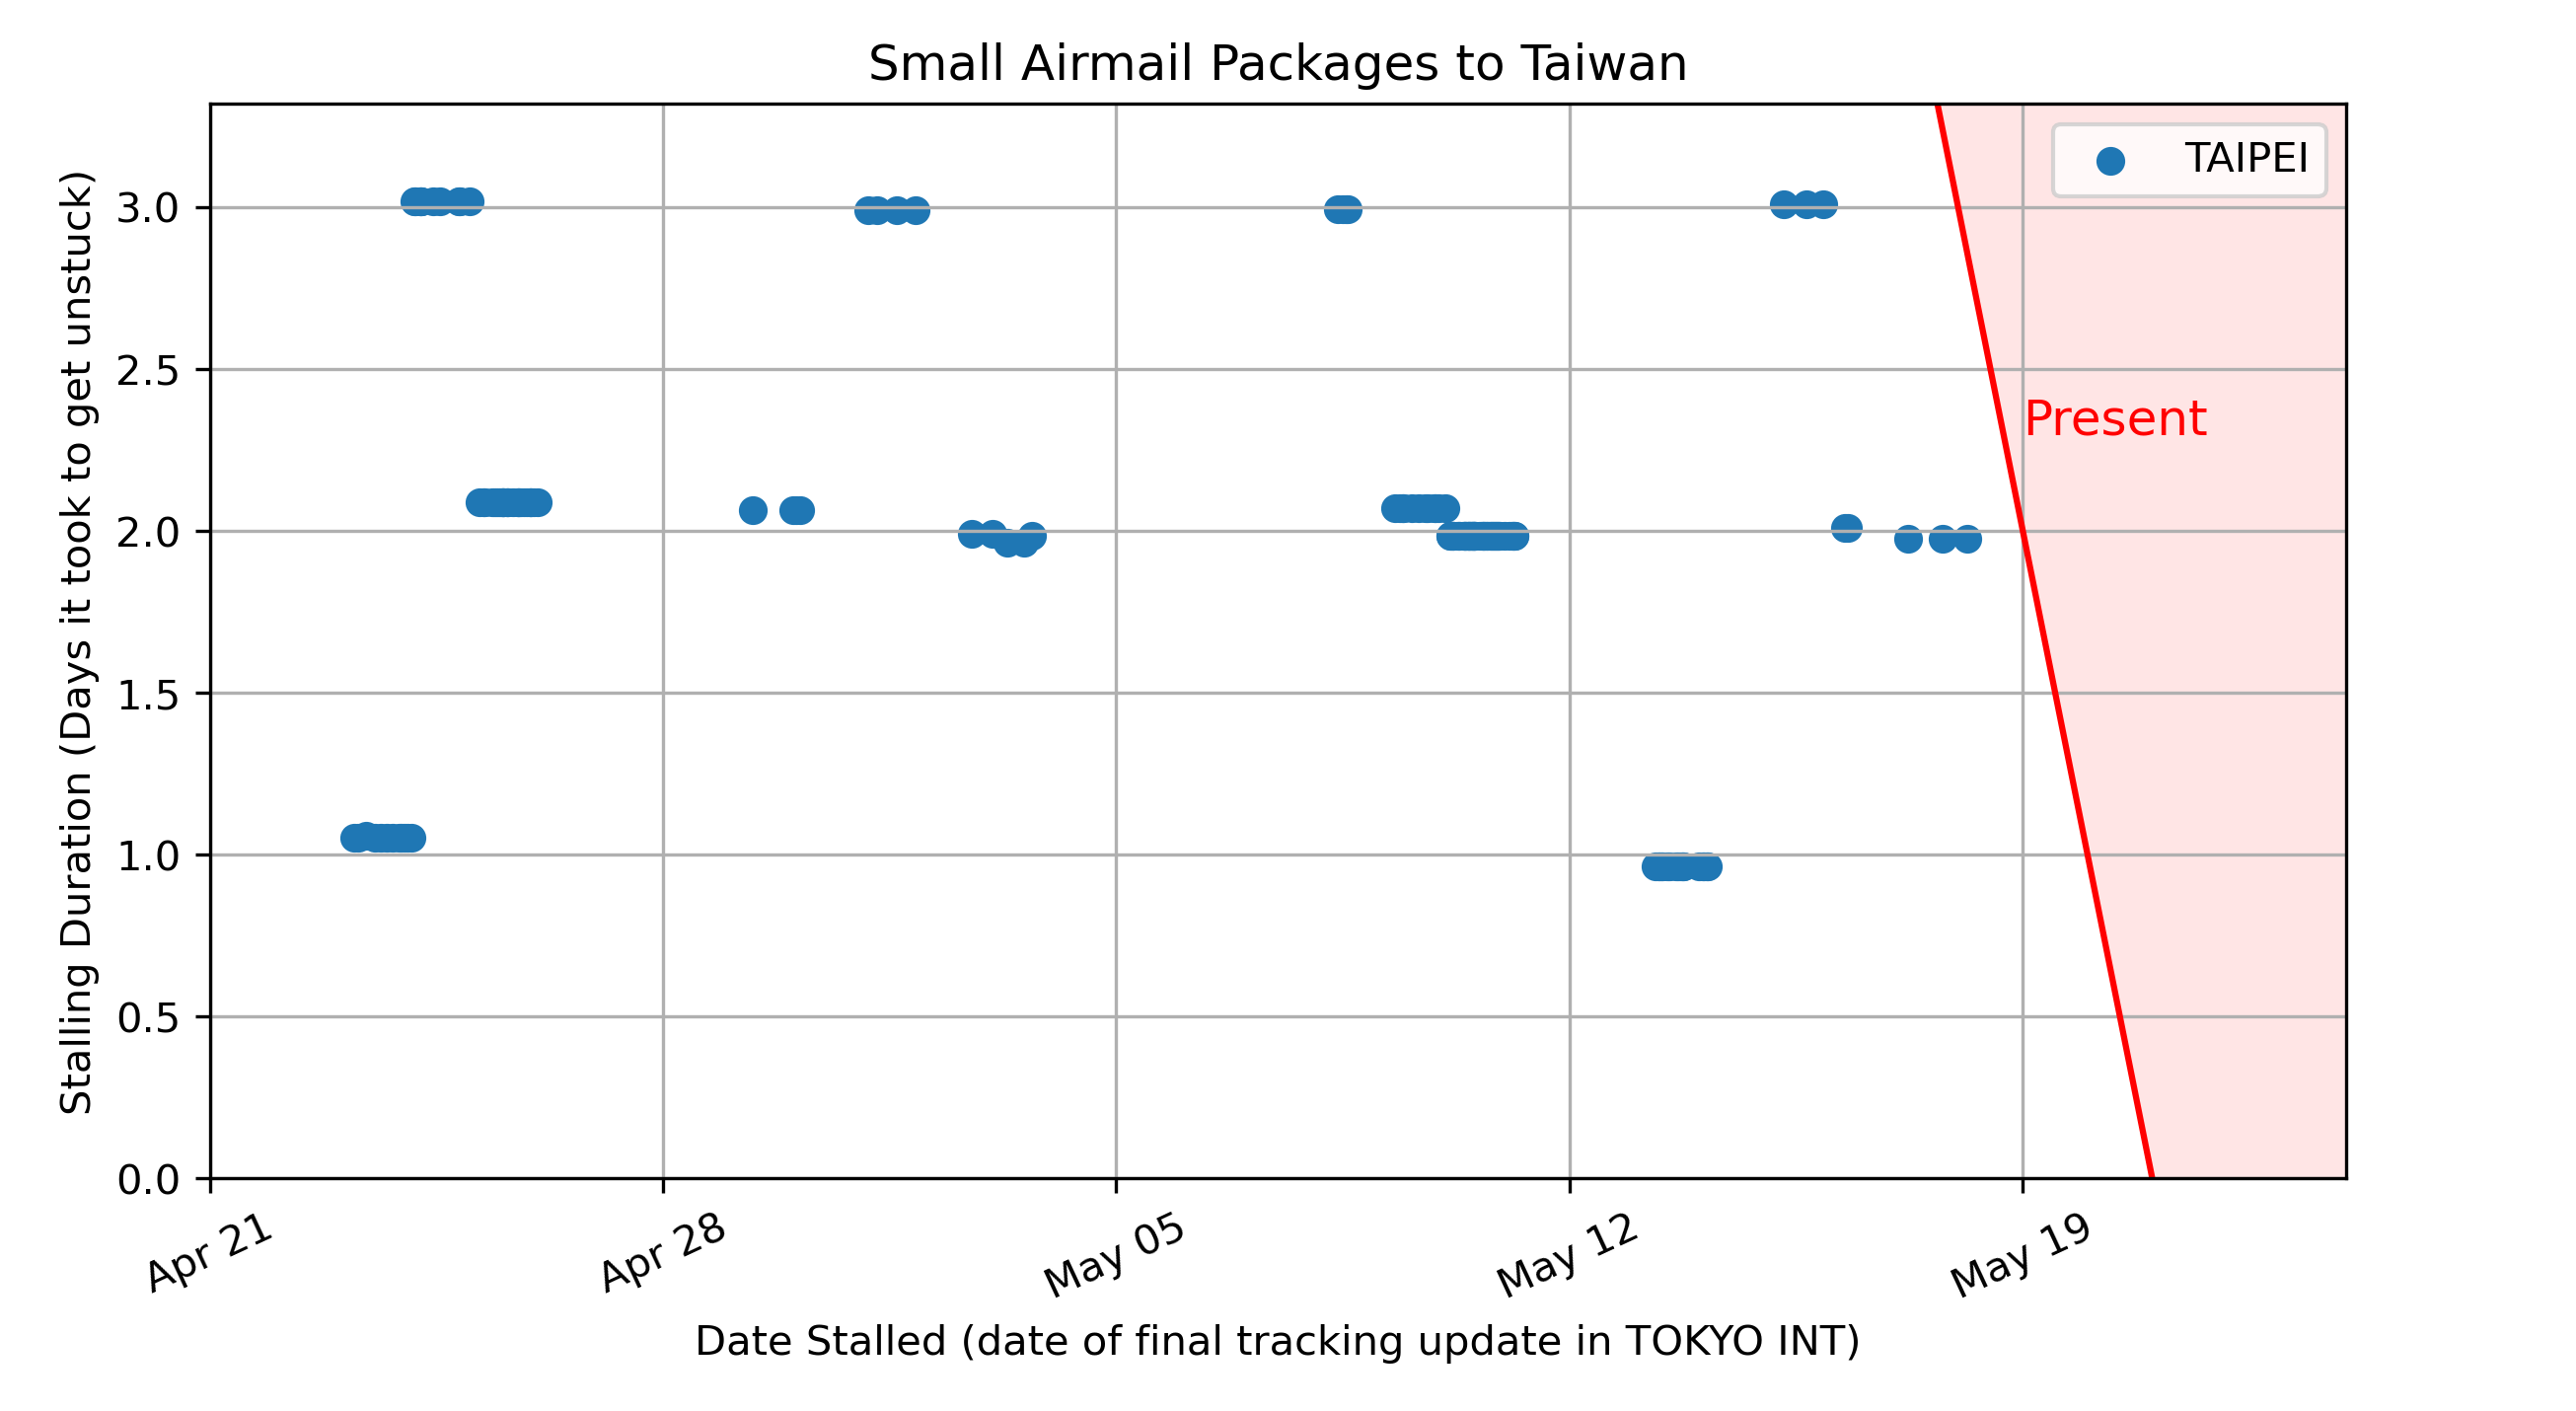 Small Airmail Packages to Taiwan
TAIPEI
Present
Stalling Duration (Days it took to get unstuck)
3.0
2.5
2.0
1.5
1.0
0.5
0.0
Apr 21
Apr 28
May 05
May 12
May 19
Date Stalled (date of final tracking update in TOKYO INT)